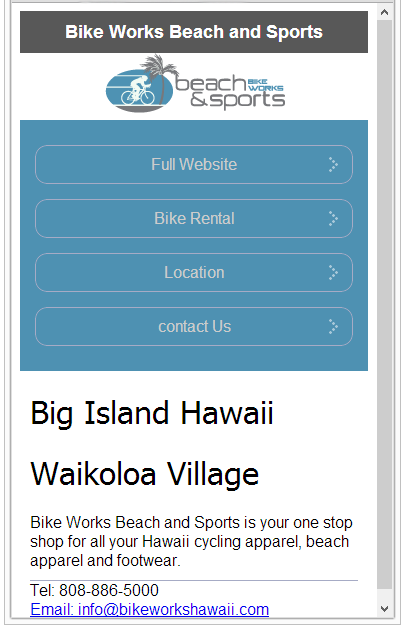 Bike Works Beach and Sports
beach BIKE WORKS
& sports
Full Website
Bike Rental
Location
contact Us
Big Island Hawaii
Waikoloa Village
Bike Works Beach and Sports is your one stop
shop for all your Hawaii cycling apparel, beach
apparel and footwear.
Tel: 808-886-5000
Email: info@bikeworkshawaii.com